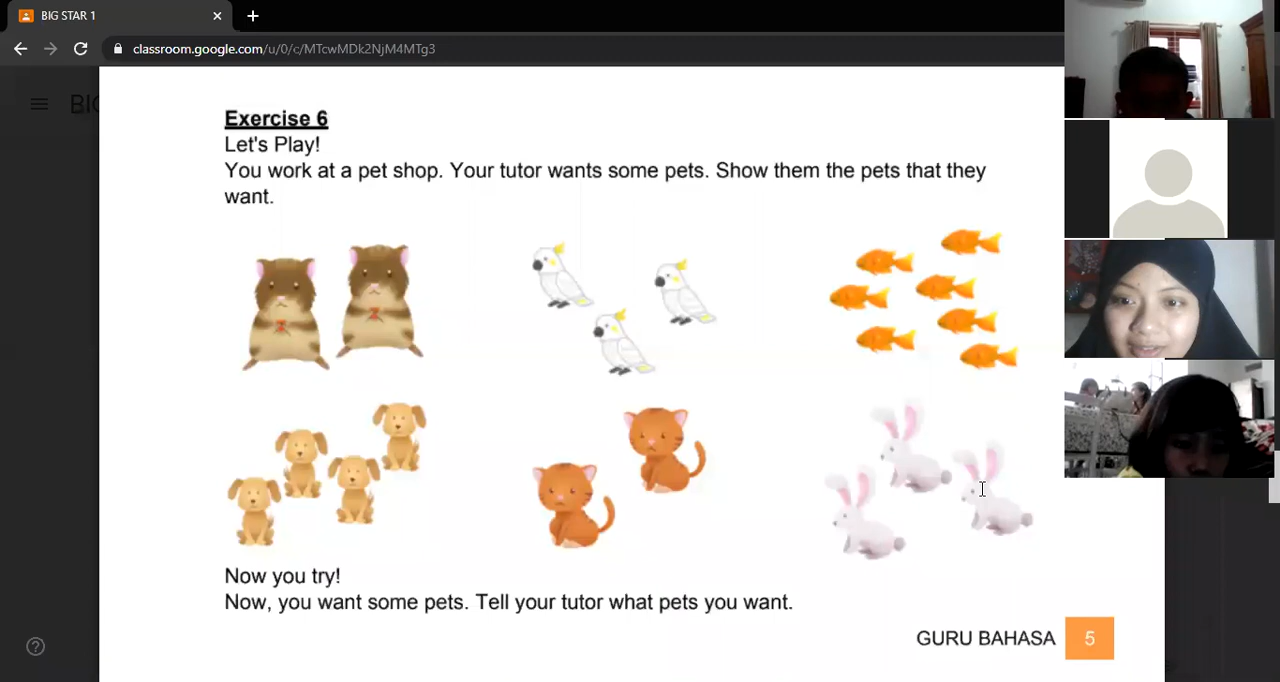 BIG STAR 1
classroom.google.com/u/0/c/MTcwMDk2NjM4MTg3
BIG
Exercise 6
Let's Play!
You work at a pet shop. Your tutor wants some pets. Show them the pets that they
want.
Now you try!
Now, you want some pets. Tell your tutor what pets you want.
GURU BAHASA 5